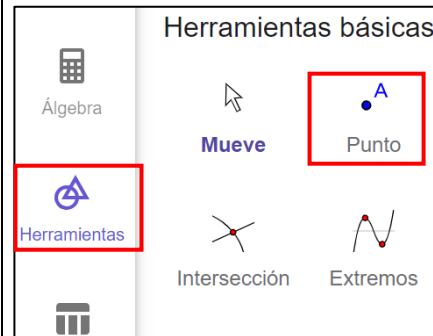 Herramientas básicas
Álgebra
A
Mueve
Punto
Herramientas
Intersección
Extremos